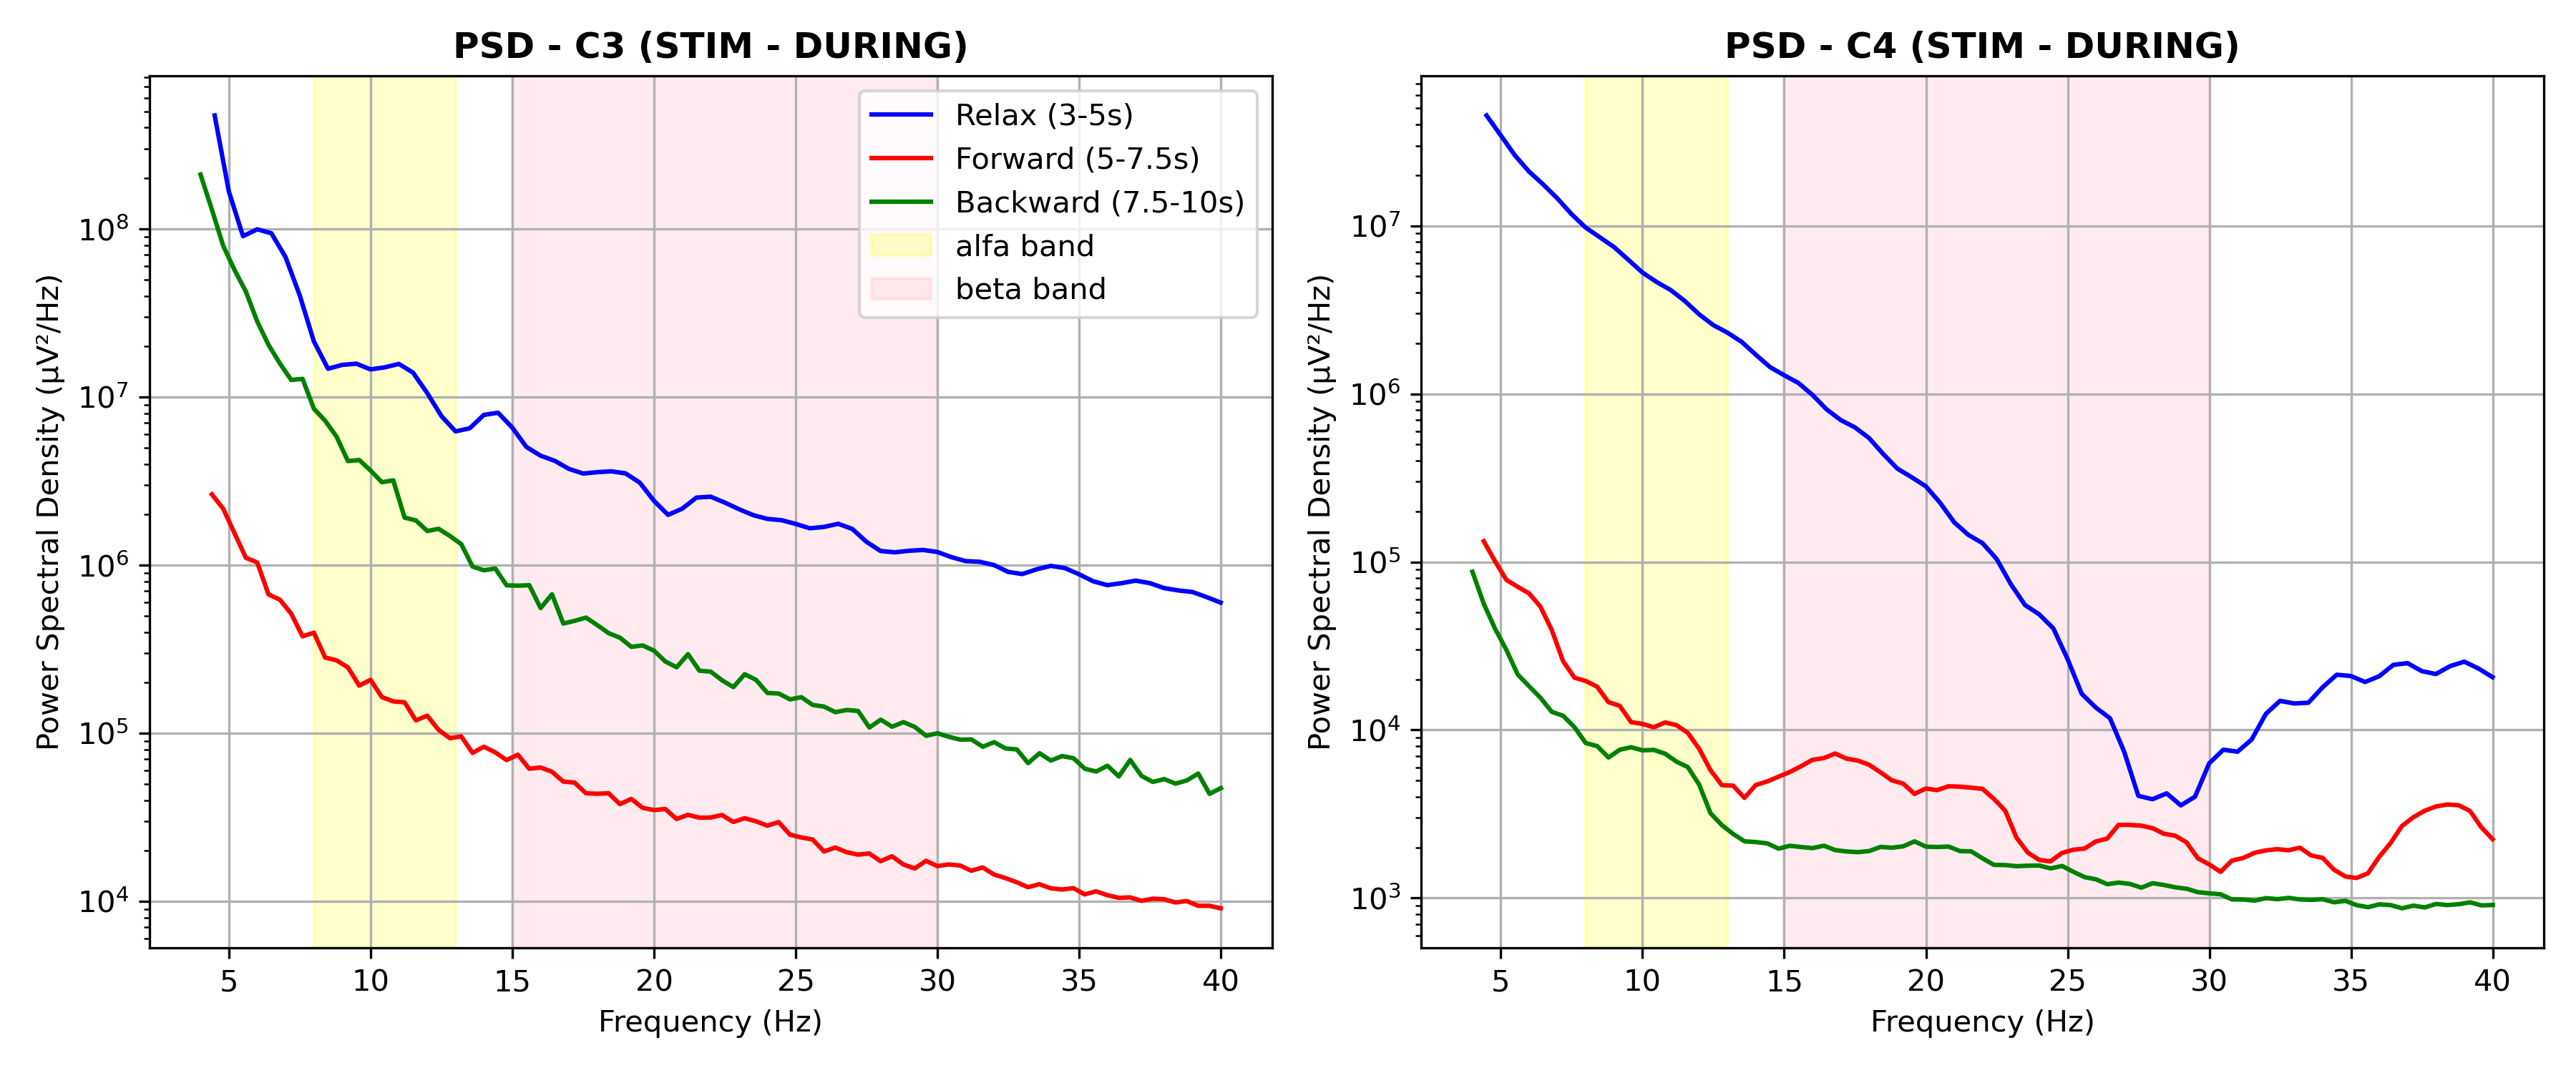 PSD - C3 (STIM - DURING)
Power Spectral Density (µV²/Hz)
10⁸
10⁷
10⁶
10⁵
10⁴
Relax (3-5s)
Forward (5-7.5s)
Backward (7.5-10s)
alfa band
beta band
5 10 15 20 25 30 35 40
Frequency (Hz)
PSD - C4 (STIM - DURING)
Power Spectral Density (µV²/Hz)
10⁷
10⁶
10⁵
10⁴
10³
5 10 15 20 25 30 35 40
Frequency (Hz)